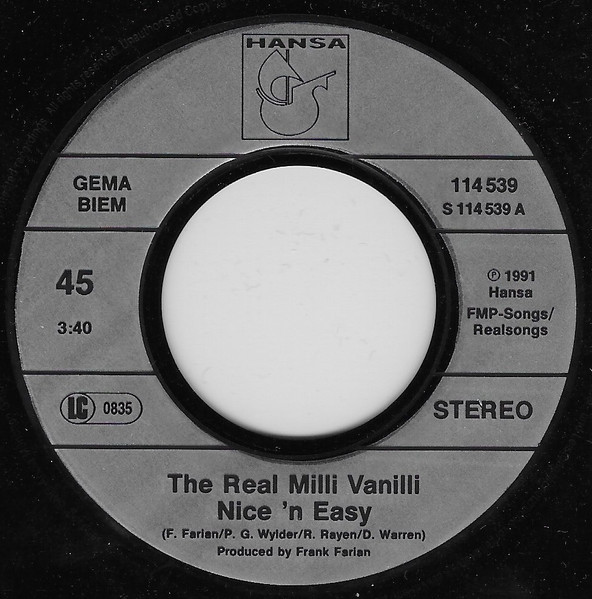 HANSA
GEMA
BIEM
114 539
S 114 539 A
45
3:40
℗ 1991
Hansa
FMP-Songs/
Realsongs
LC 0835
STEREO
The Real Milli Vanilli
Nice 'n Easy
(F. Farian/P. G. Wylder/R. Rayen/D. Warren)
Produced by Frank Farian